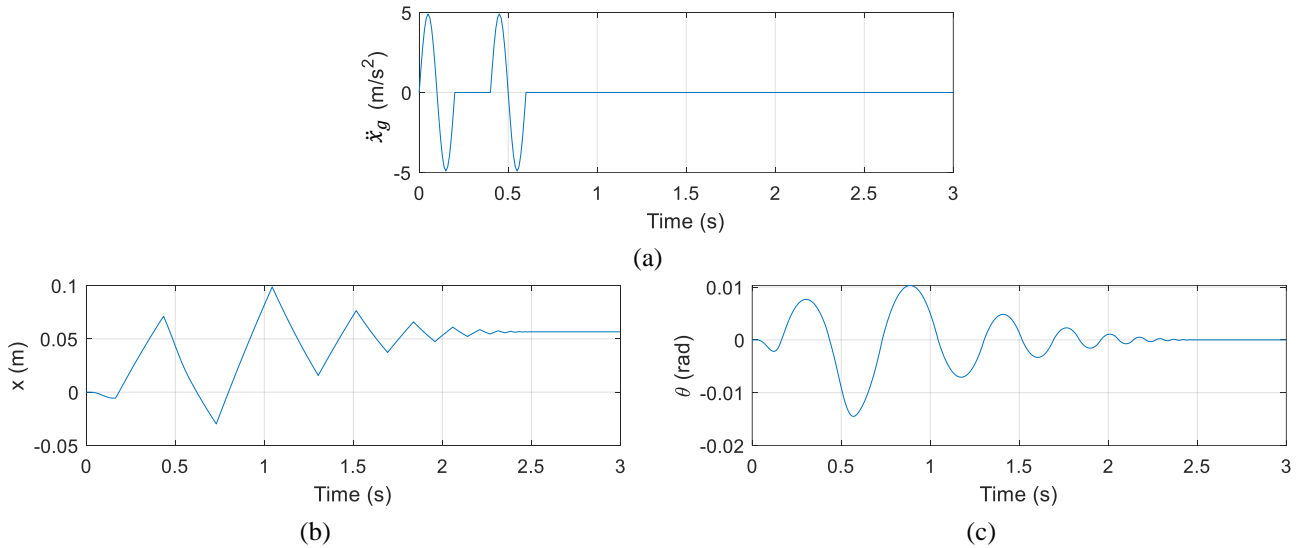 5
0
-5
ẍg (m/s²)
0 0.5 1 1.5 2 2.5 3
Time (s)
(a)
0.1
0.05
0
-0.05
x (m)
0 0.5 1 1.5 2 2.5 3
Time (s)
(b)
0.01
0
-0.01
-0.02
θ (rad)
0 0.5 1 1.5 2 2.5 3
Time (s)
(c)